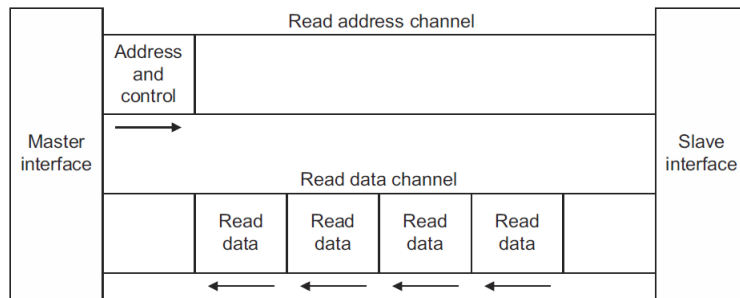 Read address channel
Address
and
control
Master
interface
Slave
interface
Read data channel
Read
data
Read
data
Read
data
Read
data